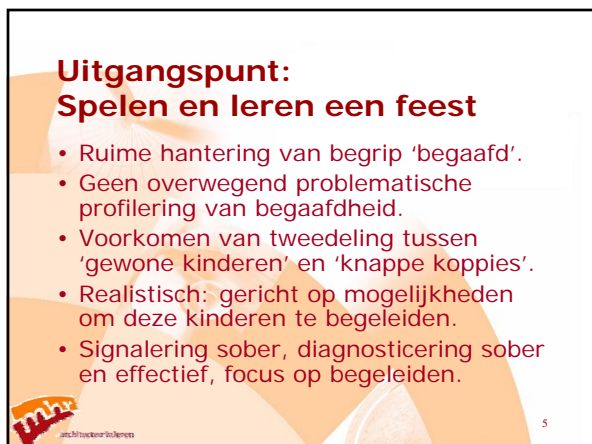 Uitgangspunt:
Spelen en leren een feest
• Ruime hantering van begrip ‘begaafd’.
• Geen overwegend problematische
profilering van begaafdheid.
• Voorkomen van tweedeling tussen
‘gewone kinderen’ en ‘knappe koppies’.
• Realistisch: gericht op mogelijkheden
om deze kinderen te begeleiden.
• Signalering sober, diagnosticering sober
en effectief, focus op begeleiden.
mhr
5